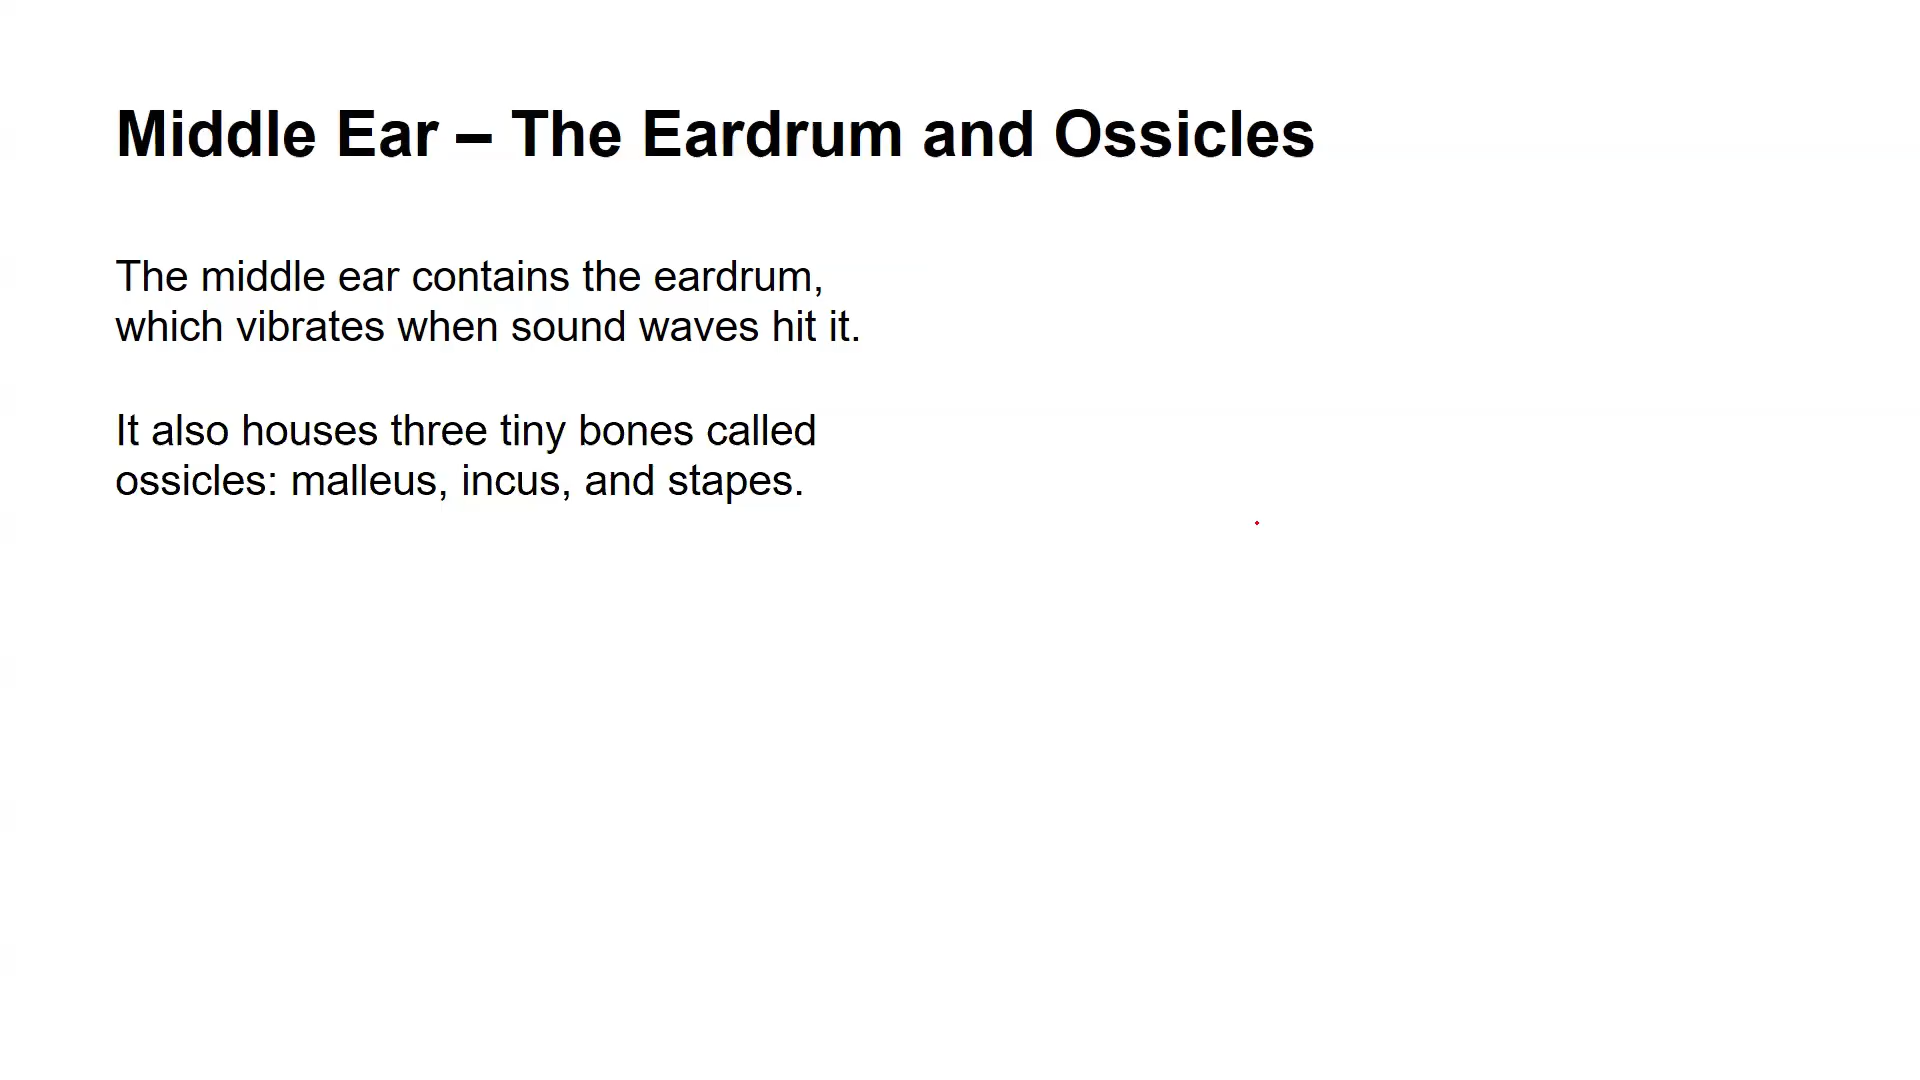 Middle Ear – The Eardrum and Ossicles
The middle ear contains the eardrum,
which vibrates when sound waves hit it.
It also houses three tiny bones called
ossicles: malleus, incus, and stapes.